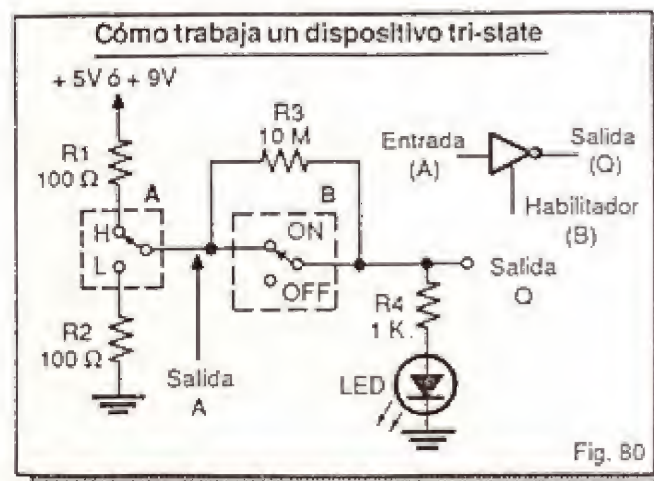 Cómo trabaja un dispositivo tri-state
+ 5V ó + 9V
R1
100 Ω
A
H
L
R2
100 Ω
Salida
A
R3
10 M
B
ON
OFF
Entrada
(A)
Salida
(Q)
Habilitador
(B)
Salida
Q
R4
1 K.
LED
Fig. 80